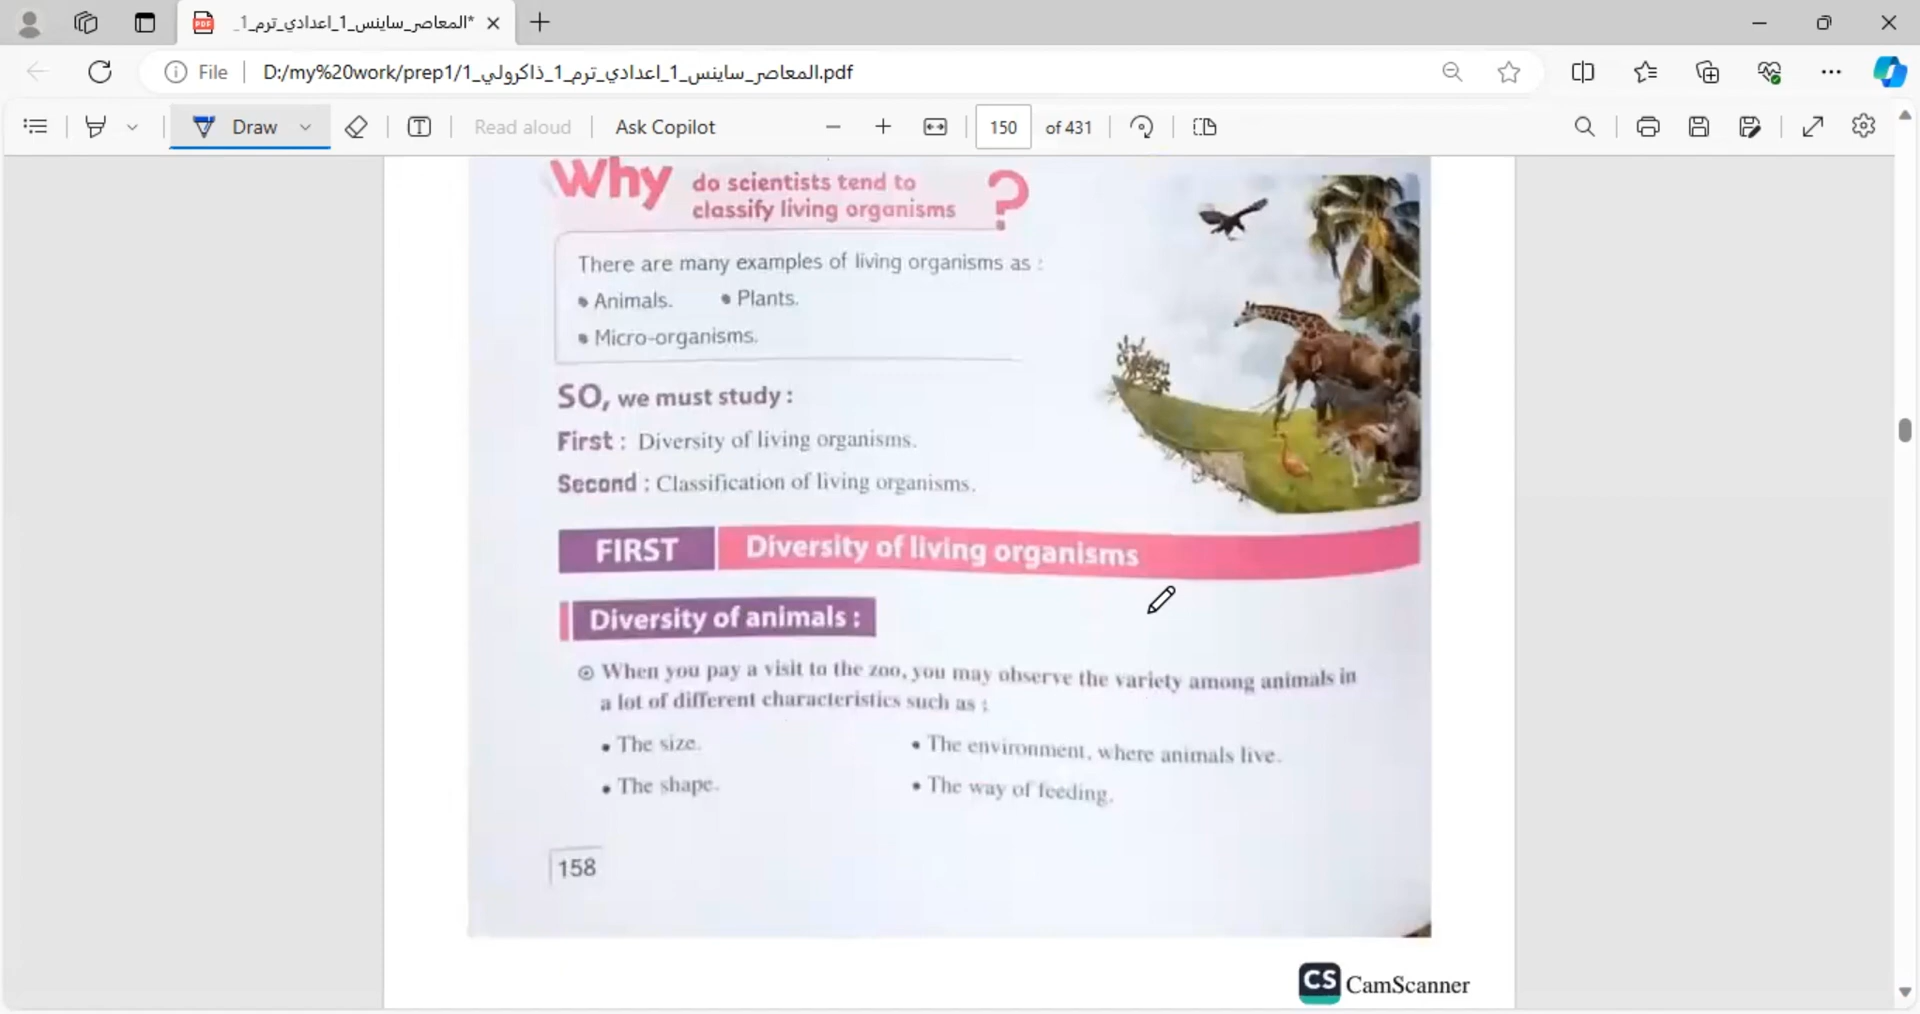 *المعاصر_ساينس_1_اعدادي_ترم_1_
File
D:/my%20work/prep1/المعاصر_ساينس_1_اعدادي_ترم_1_ذاكرولي_1.pdf
Draw
Read aloud
Ask Copilot
150
of 431
Why
do scientists tend to
classify living organisms
?
There are many examples of living organisms as :
• Animals. • Plants.
• Micro-organisms.
SO, we must study :
First : Diversity of living organisms.
Second : Classification of living organisms.
FIRST Diversity of living organisms
Diversity of animals :
When you pay a visit to the zoo, you may observe the variety among animals in
a lot of different characteristics such as :
• The size. • The environment, where animals live.
• The shape. • The way of feeding.
158
CS CamScanner